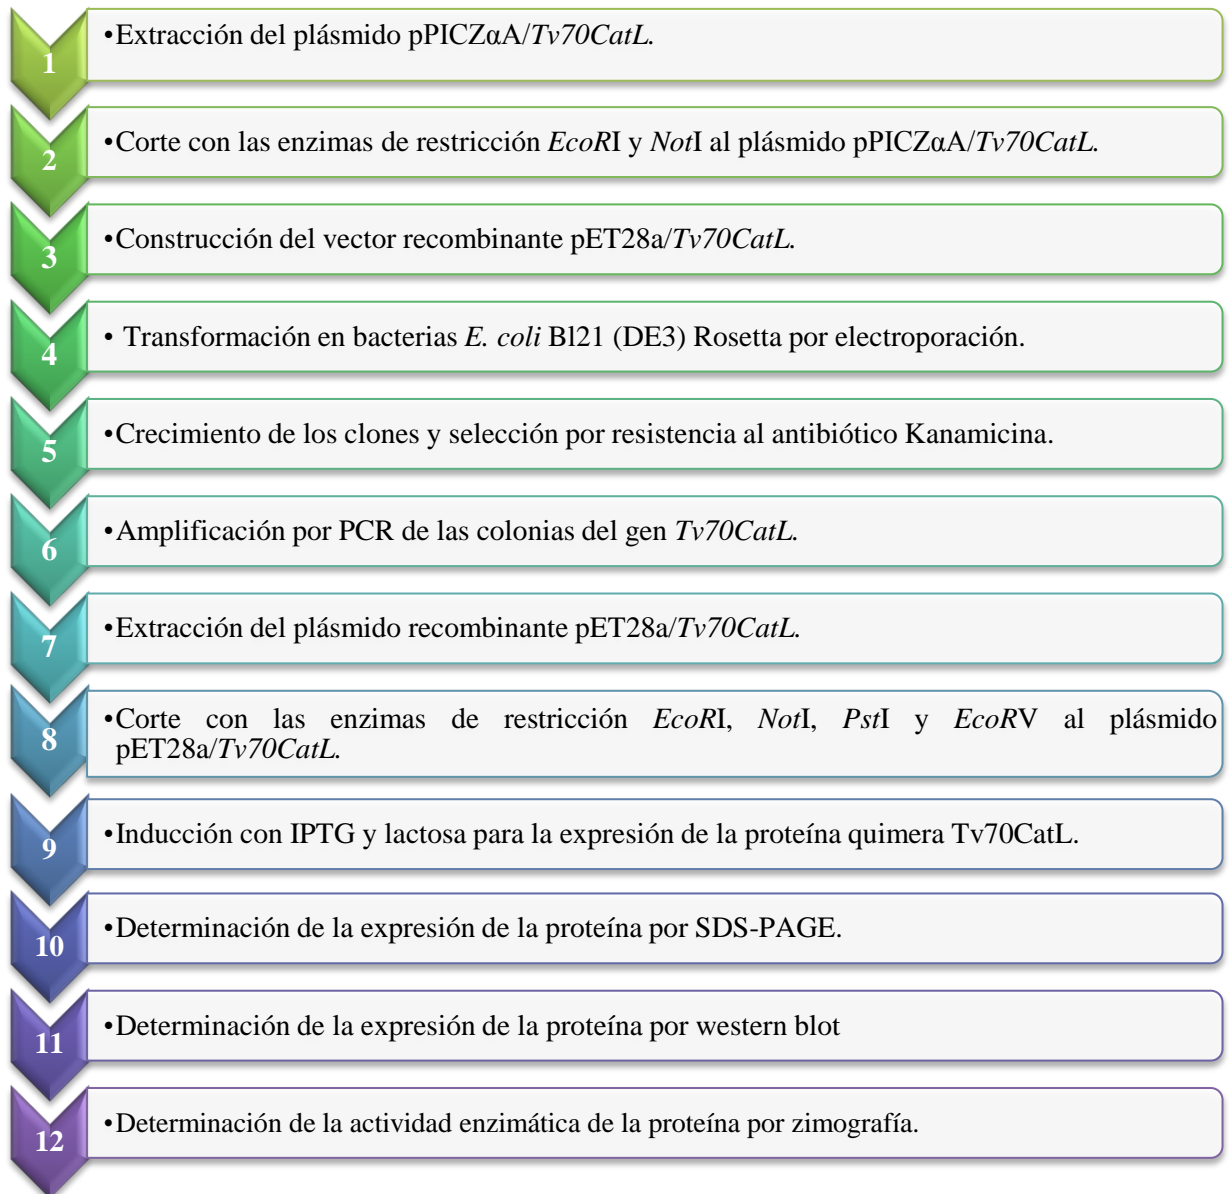 1
•Extracción del plásmido pPICZαA/Tv70CatL.
2
•Corte con las enzimas de restricción EcoRI y NotI al plásmido pPICZαA/Tv70CatL.
3
•Construcción del vector recombinante pET28a/Tv70CatL.
4
• Transformación en bacterias E. coli Bl21 (DE3) Rosetta por electroporación.
5
•Crecimiento de los clones y selección por resistencia al antibiótico Kanamicina.
6
•Amplificación por PCR de las colonias del gen Tv70CatL.
7
•Extracción del plásmido recombinante pET28a/Tv70CatL.
8
•Corte con las enzimas de restricción EcoRI, NotI, PstI y EcoRV al plásmido
pET28a/Tv70CatL.
9
•Inducción con IPTG y lactosa para la expresión de la proteína quimera Tv70CatL.
10
•Determinación de la expresión de la proteína por SDS-PAGE.
11
•Determinación de la expresión de la proteína por western blot
12
•Determinación de la actividad enzimática de la proteína por zimografía.